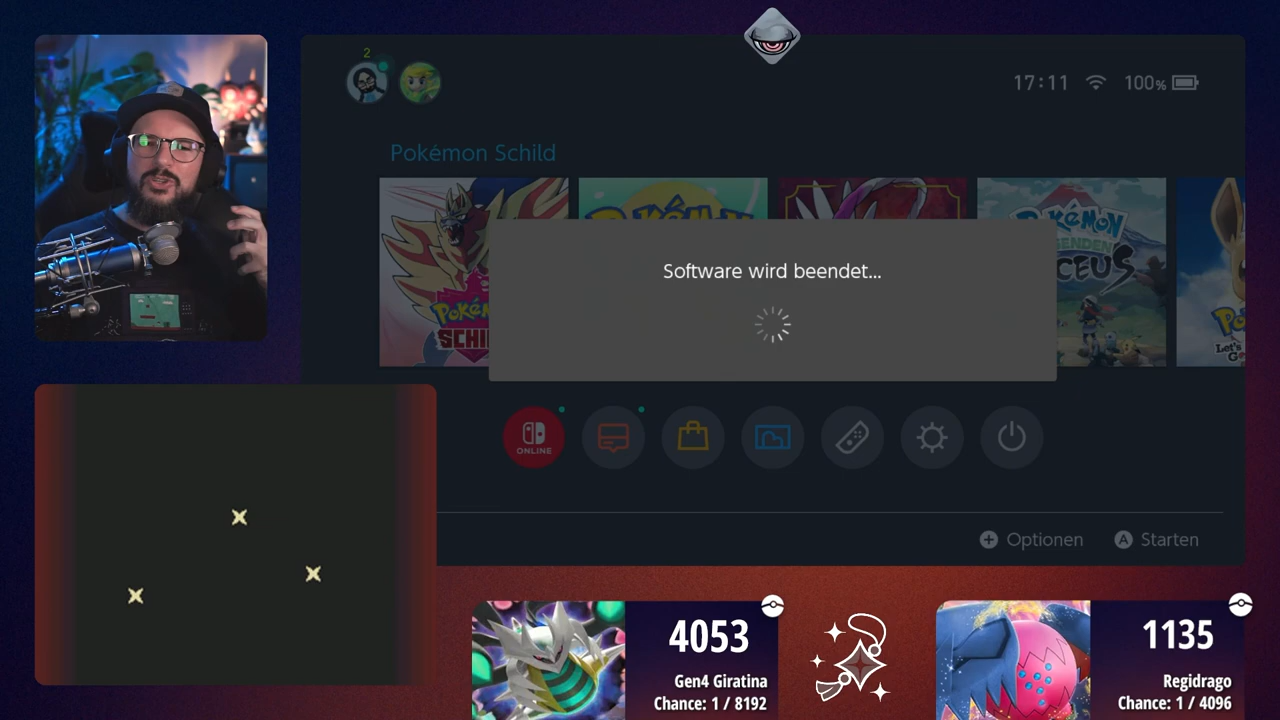 2
17:11
100%
Pokémon Schild
Software wird beendet...
ONLINE
Optionen
A Starten
4053
Gen4 Giratina
Chance: 1 / 8192
1135
Regidrago
Chance: 1 / 4096